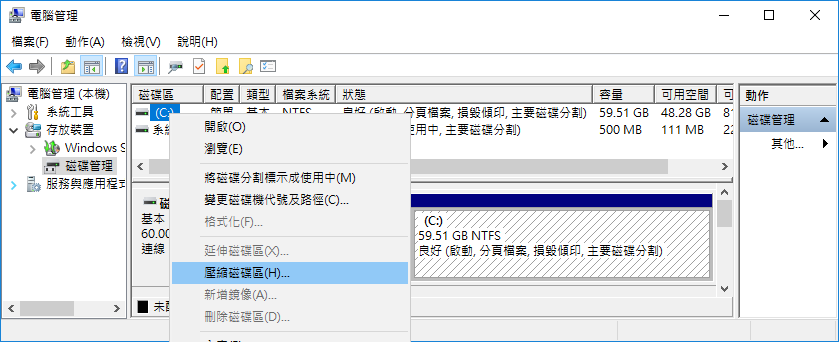 電腦管理
檔案(F) 動作(A) 檢視(V) 說明(H)
電腦管理 (本機)
系統工具
存放裝置
Windows S
磁碟管理
服務與應用程式
磁碟區 配置 類型 檔案系統 狀態 容量 可用空間
(C:) 簡單 基本 NTFS 良好 (啟動, 分頁檔案, 損毀傾印, 主要磁碟分割) 59.51 GB 48.28 GB 81
系統 使用中, 主要磁碟分割) 500 MB 111 MB 22
開啟(O)
瀏覽(E)
將磁碟分割標示成使用中(M)
變更磁碟機代號及路徑(C)...
格式化(F)...
延伸磁碟區(X)...
壓縮磁碟區(H)...
新增鏡像(A)...
刪除磁碟區(D)...
基本
60.00
連線
(C:)
59.51 GB NTFS
良好 (啟動, 分頁檔案, 損毀傾印, 主要磁碟分割)
動作
磁碟管理
其他...